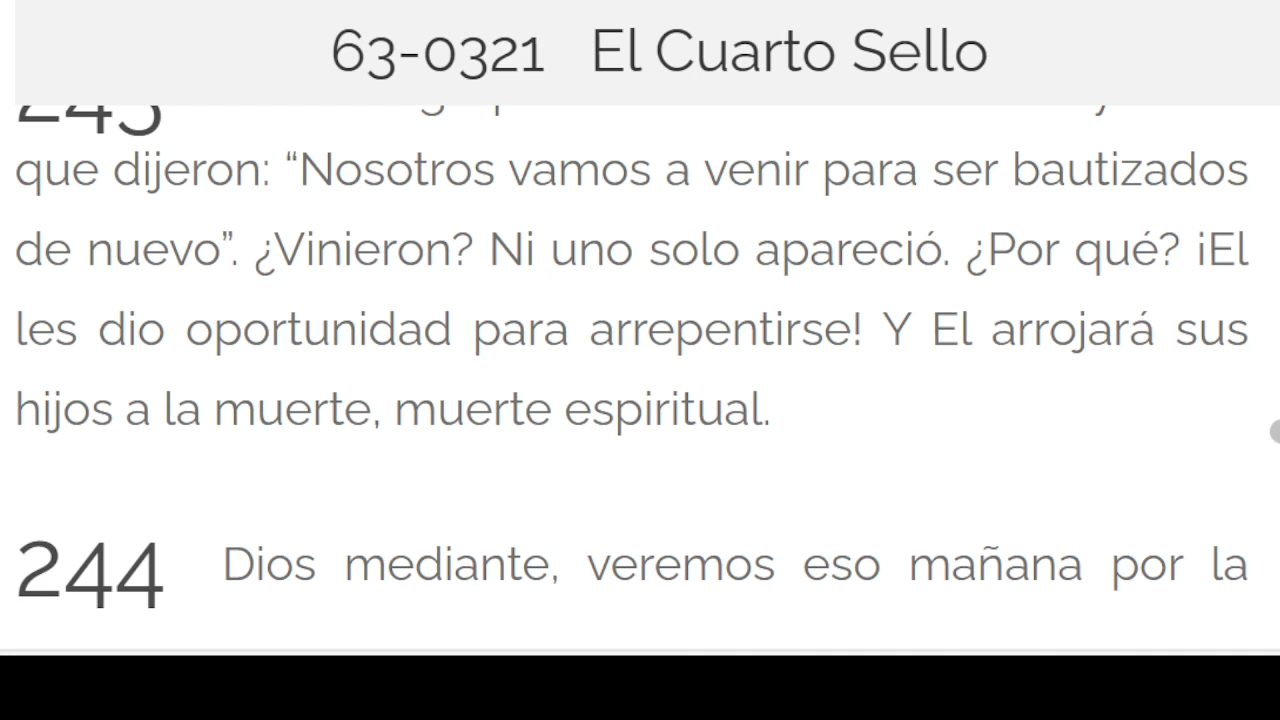 63-0321 El Cuarto Sello
que dijeron: “Nosotros vamos a venir para ser bautizados
de nuevo”. ¿Vinieron? Ni uno solo apareció. ¿Por qué? ¡El
les dio oportunidad para arrepentirse! Y El arrojará sus
hijos a la muerte, muerte espiritual.
244 Dios mediante, veremos eso mañana por la